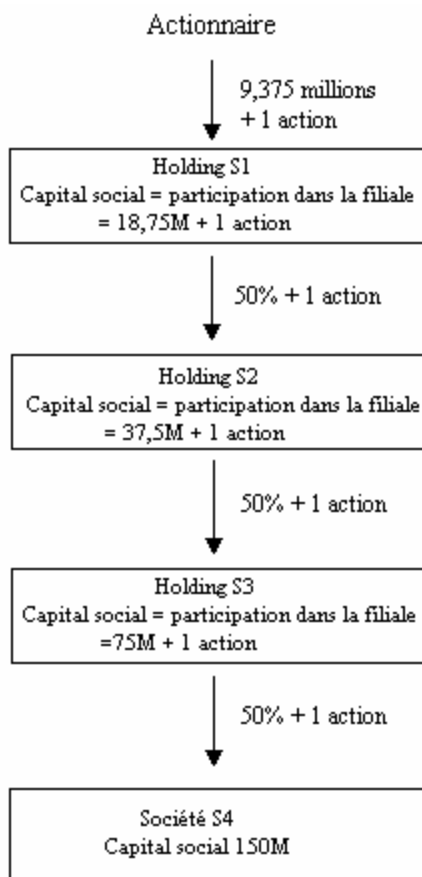 Actionnaire
9,375 millions
+ 1 action
Holding S1
Capital social = participation dans la filiale
= 18,75M + 1 action
50% + 1 action
Holding S2
Capital social = participation dans la filiale
= 37,5M + 1 action
50% + 1 action
Holding S3
Capital social = participation dans la filiale
=75M + 1 action
50% + 1 action
Société S4
Capital social 150M